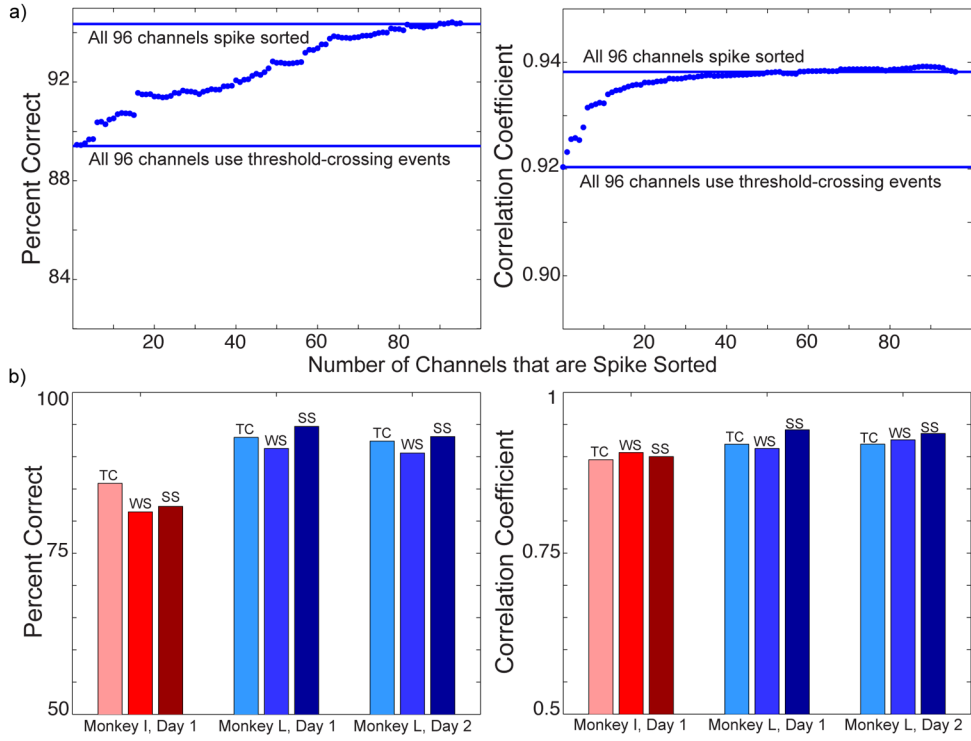 a)
Percent Correct
92
88
84
All 96 channels spike sorted
All 96 channels use threshold-crossing events
20
40
60
80
Correlation Coefficient
0.94
0.92
0.90
All 96 channels spike sorted
All 96 channels use threshold-crossing events
20
40
60
80
Number of Channels that are Spike Sorted
b)
Percent Correct
100
75
50
TC
WS
SS
TC
WS
SS
TC
WS
SS
Monkey I, Day 1
Monkey L, Day 1
Monkey L, Day 2
Correlation Coefficient
1
0.75
0.5
TC
WS
SS
TC
WS
SS
TC
WS
SS
Monkey I, Day 1
Monkey L, Day 1
Monkey L, Day 2